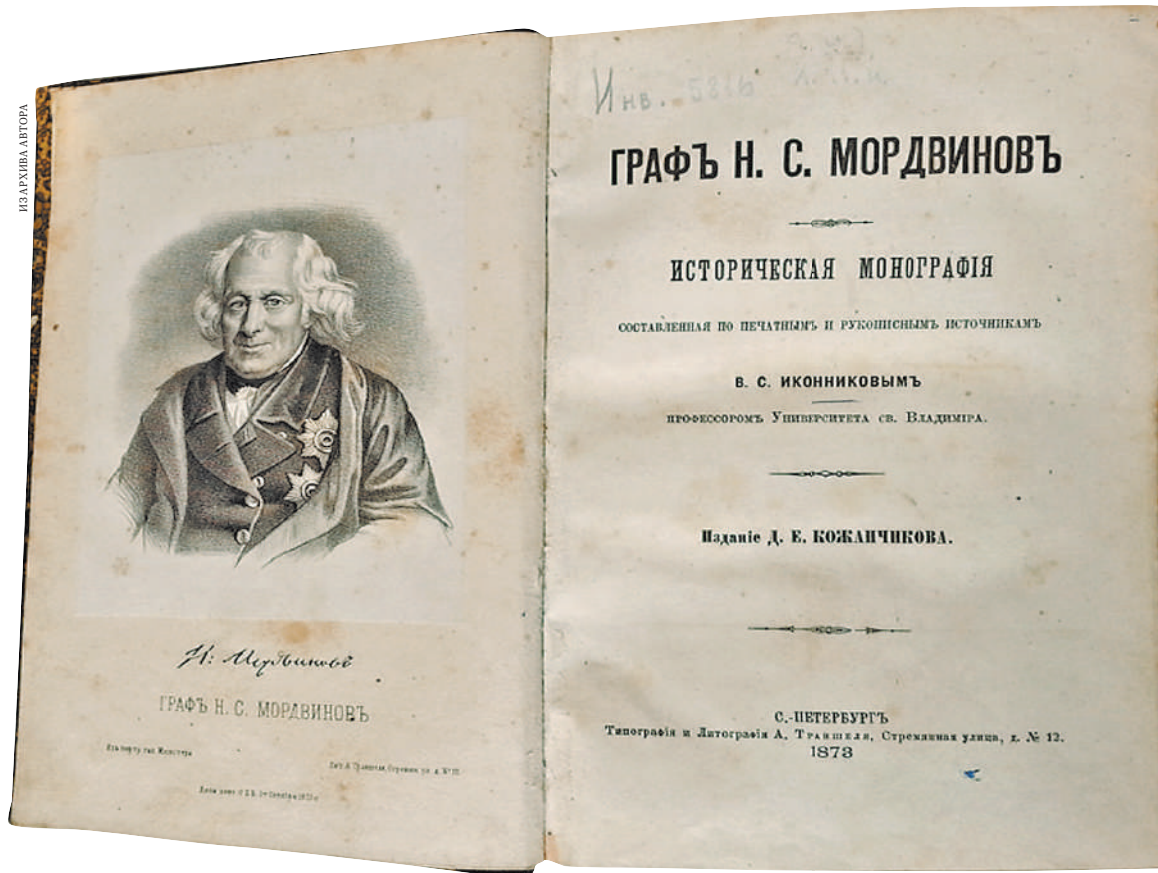 ИЗ АРХИВА АВТОРА
Н: Мордвиновъ
ГРАФЪ Н. С. МОРДВИНОВЪ
Инв. 5816
ГРАФЪ Н. С. МОРДВИНОВЪ
ИСТОРИЧЕСКАЯ МОНОГРАФІЯ
СОСТАВЛЕННАЯ ПО ПЕЧАТНЫМЪ И РУКОПИСНЫМЪ ИСТОЧНИКАМЪ
В. С. ИКОННИКОВЫМЪ
ПРОФЕССОРОМЪ УНИВЕРСИТЕТА СВ. ВЛАДИМІРА.
Изданіе Д. Е. КОЖАНЧИКОВА.
С.-ПЕТЕРБУРГЪ
Типографія и Литографія А. Траншеля, Стремянная улица, д. № 12.
1873